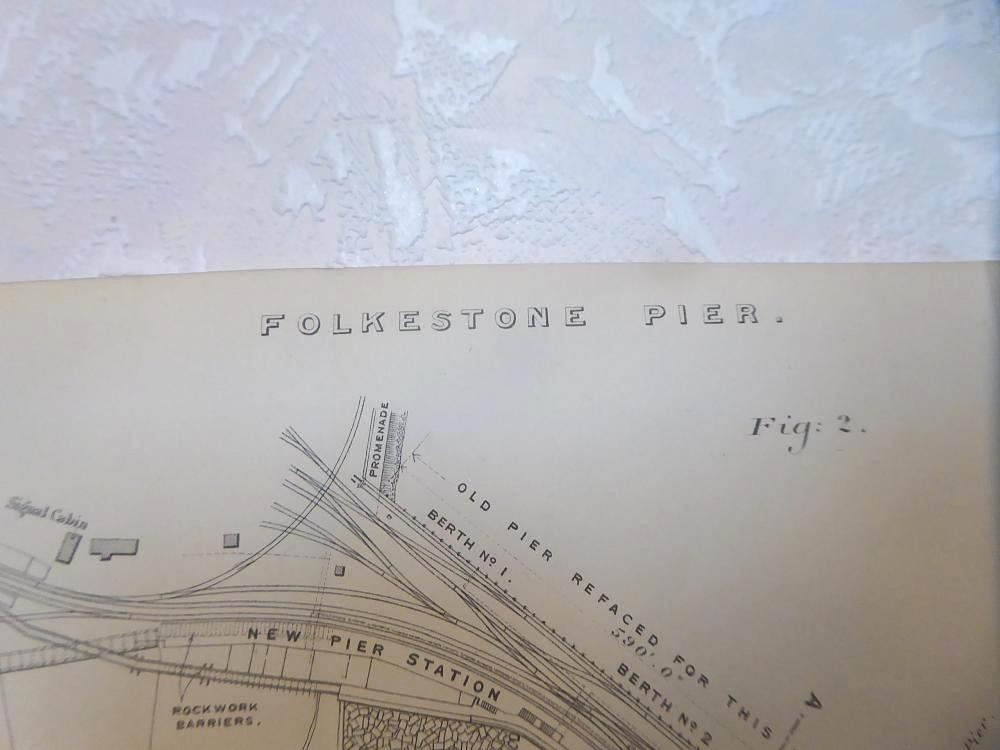 FOLKESTONE PIER.
Fig: 2.
PROMENADE
Signal Cabin
OLD PIER REFACED FOR THIS
590'. 0"
BERTH Nº 1.
NEW PIER STATION
BERTH Nº 2
A
ROCKWORK
BARRIERS.
Pier.